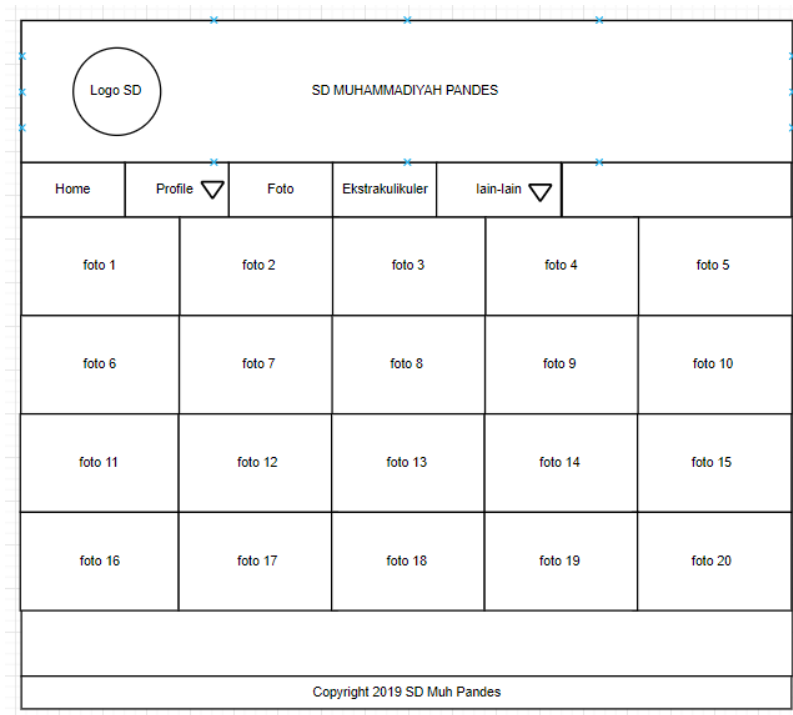 Logo SD
SD MUHAMMADIYAH PANDES
Home
Profile
Foto
Ekstrakulikuler
lain-lain
foto 1
foto 2
foto 3
foto 4
foto 5
foto 6
foto 7
foto 8
foto 9
foto 10
foto 11
foto 12
foto 13
foto 14
foto 15
foto 16
foto 17
foto 18
foto 19
foto 20
Copyright 2019 SD Muh Pandes